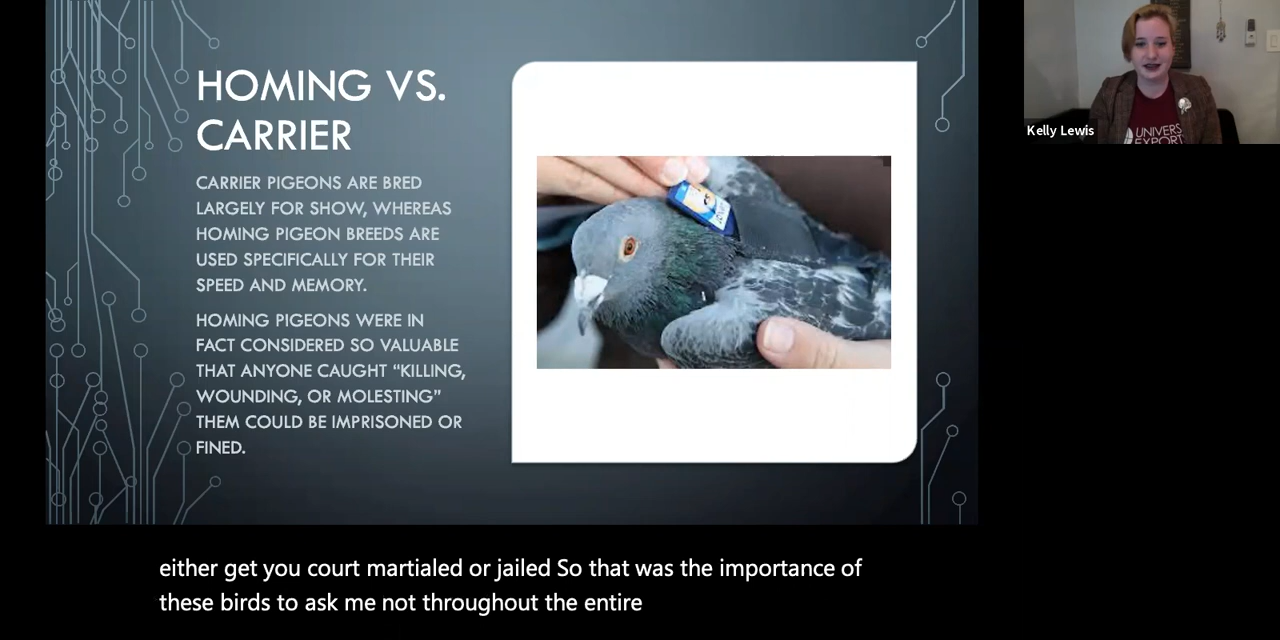 HOMING VS.
CARRIER
CARRIER PIGEONS ARE BRED
LARGELY FOR SHOW, WHEREAS
HOMING PIGEON BREEDS ARE
USED SPECIFICALLY FOR THEIR
SPEED AND MEMORY.
HOMING PIGEONS WERE IN
FACT CONSIDERED SO VALUABLE
THAT ANYONE CAUGHT “KILLING,
WOUNDING, OR MOLESTING”
THEM COULD BE IMPRISONED OR
FINED.
Kelly Lewis
UNIVERS
EXPORT
either get you court martialed or jailed So that was the importance of
these birds to ask me not throughout the entire